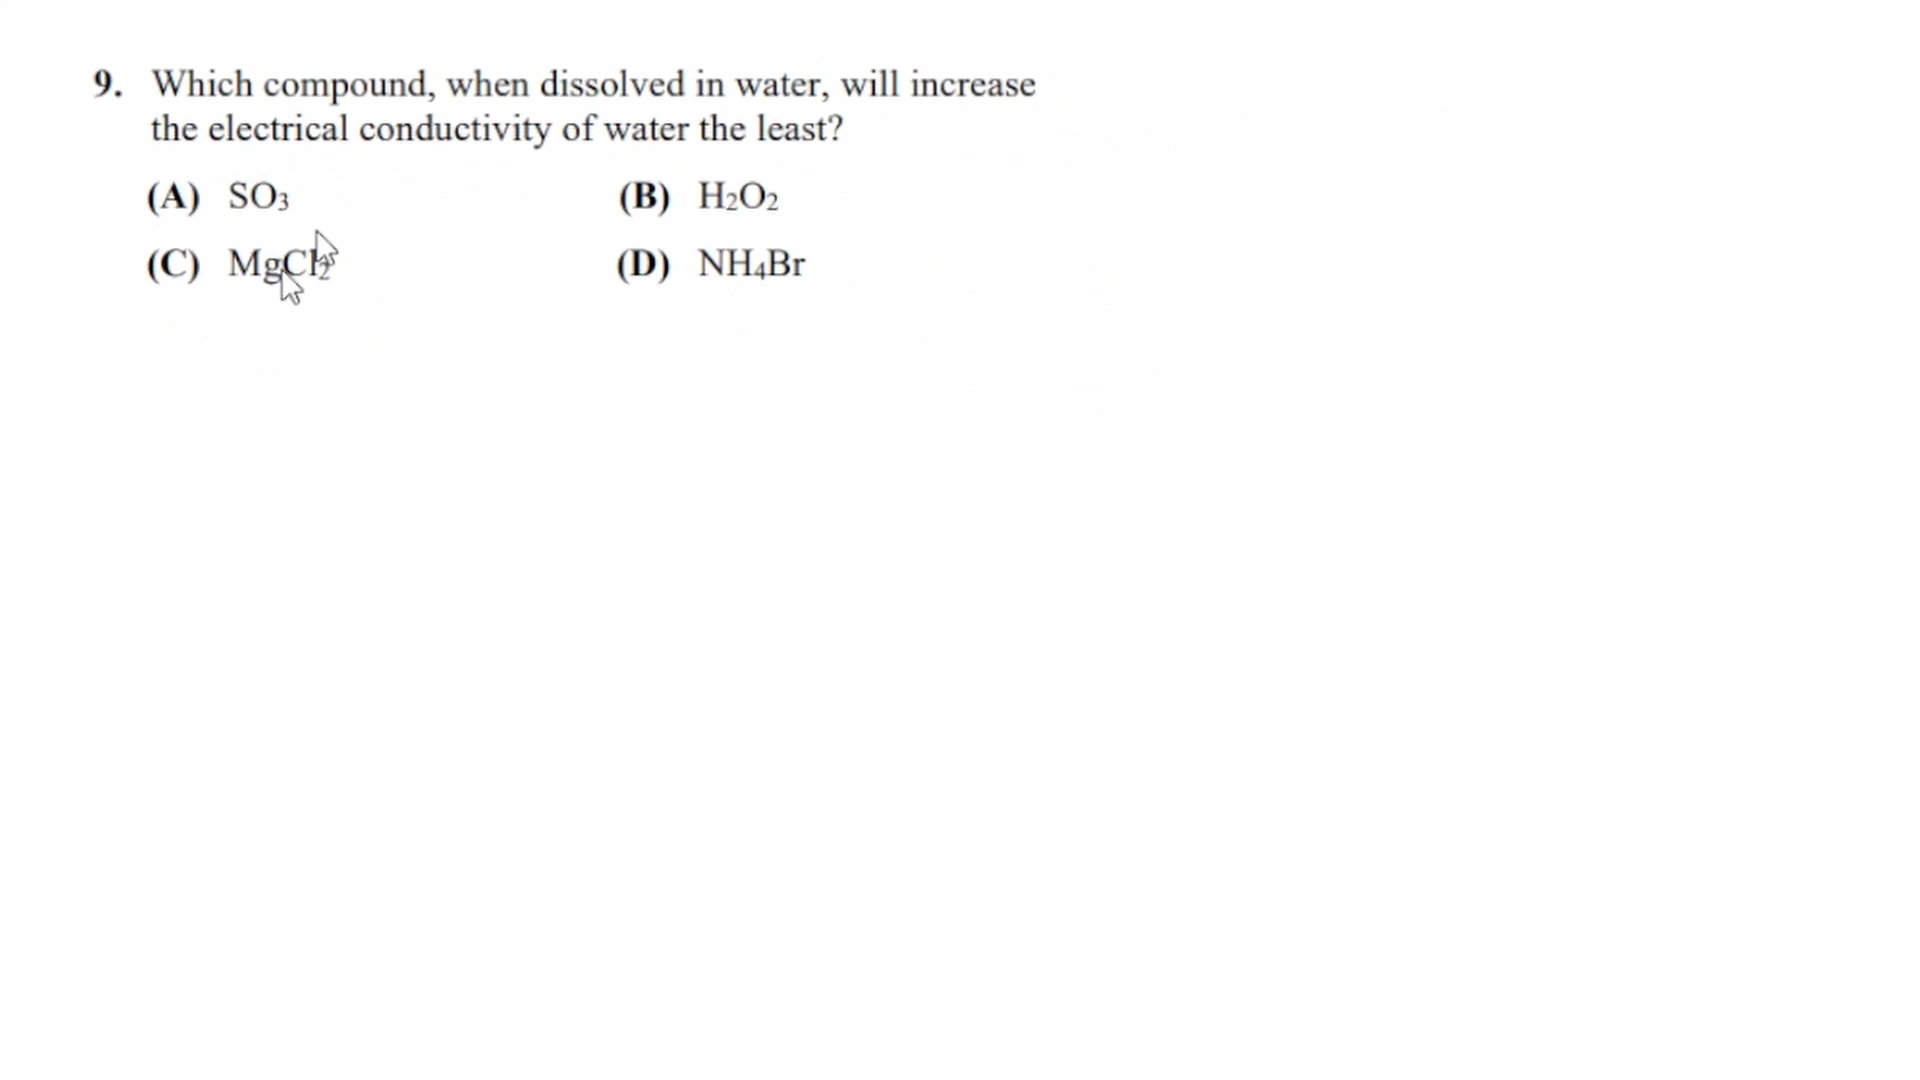 9. Which compound, when dissolved in water, will increase
the electrical conductivity of water the least?
(A) SO₃ (B) H₂O₂
(C) MgCl₂ (D) NH₄Br